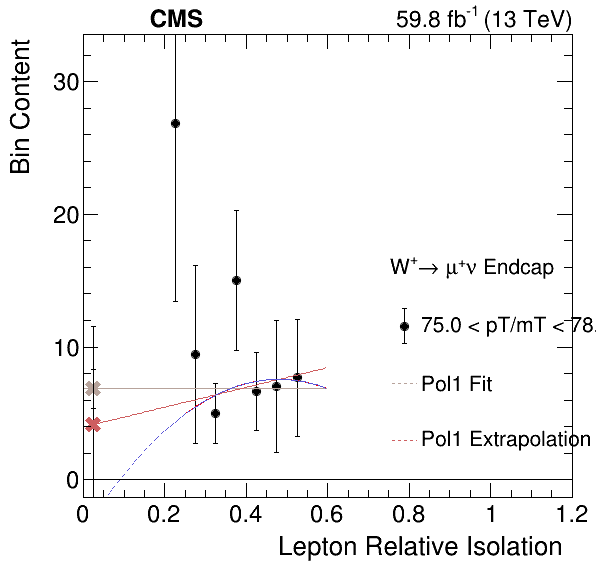 CMS 59.8 fb⁻¹ (13 TeV)
Bin Content
30
20
10
0
W⁺→ μ⁺ν Endcap
75.0 < pT/mT < 78.
Pol1 Fit
Pol1 Extrapolation
0 0.2 0.4 0.6 0.8 1 1.2
Lepton Relative Isolation